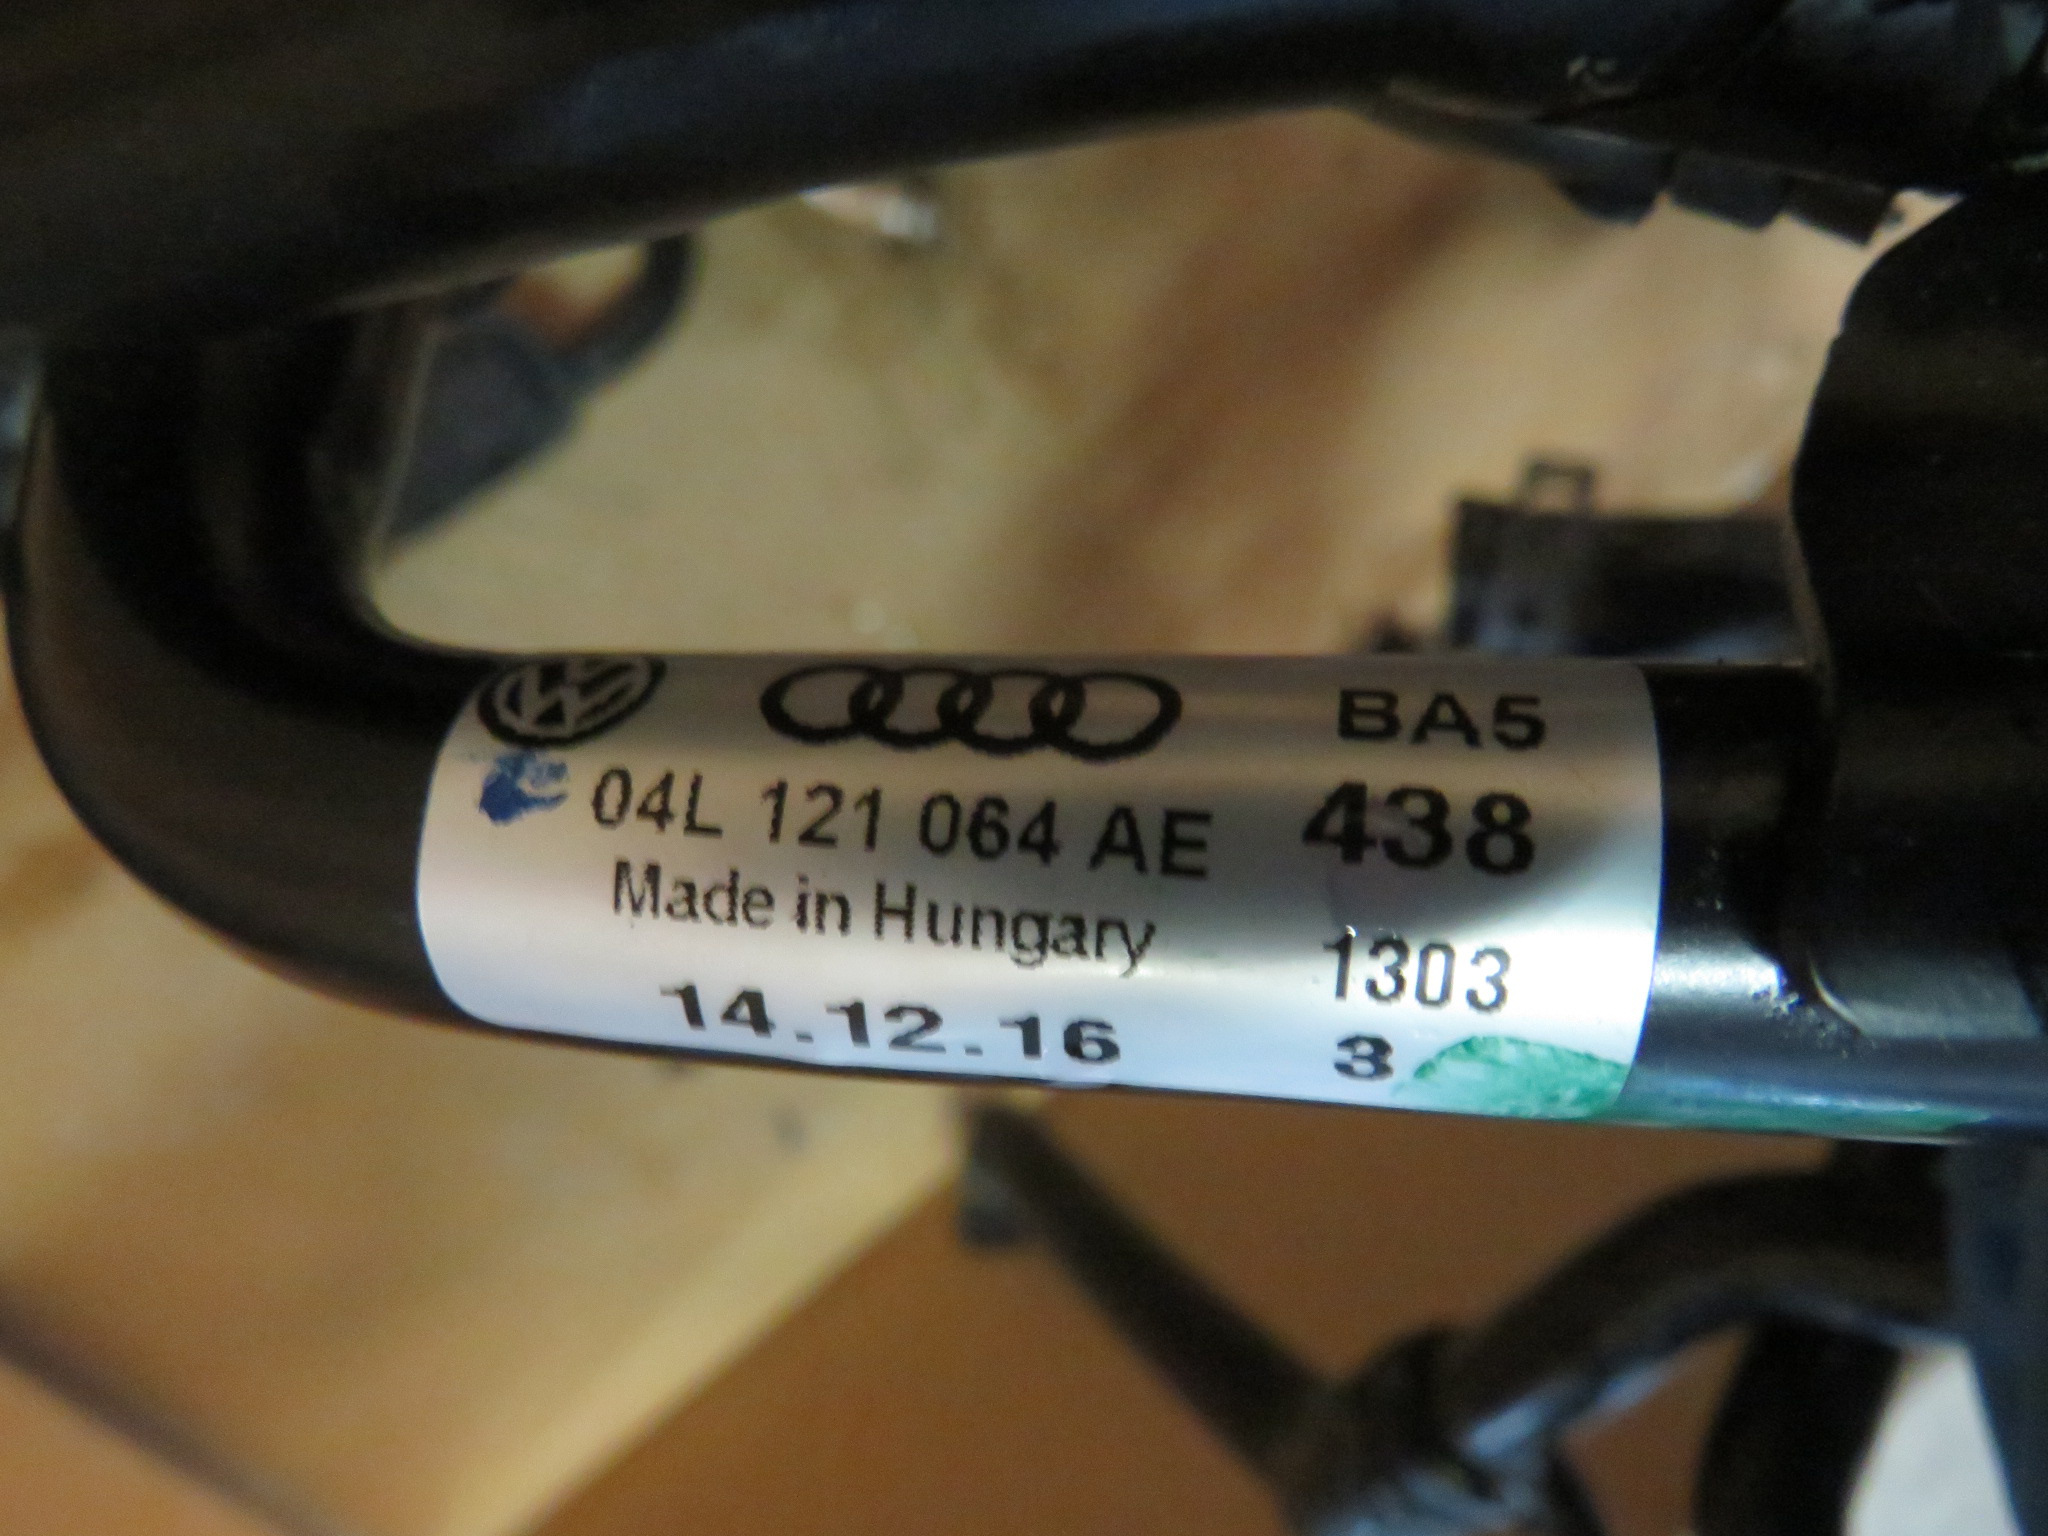 BA5
04L 121 064 AE 438
Made in Hungary 1303
14.12.16 3